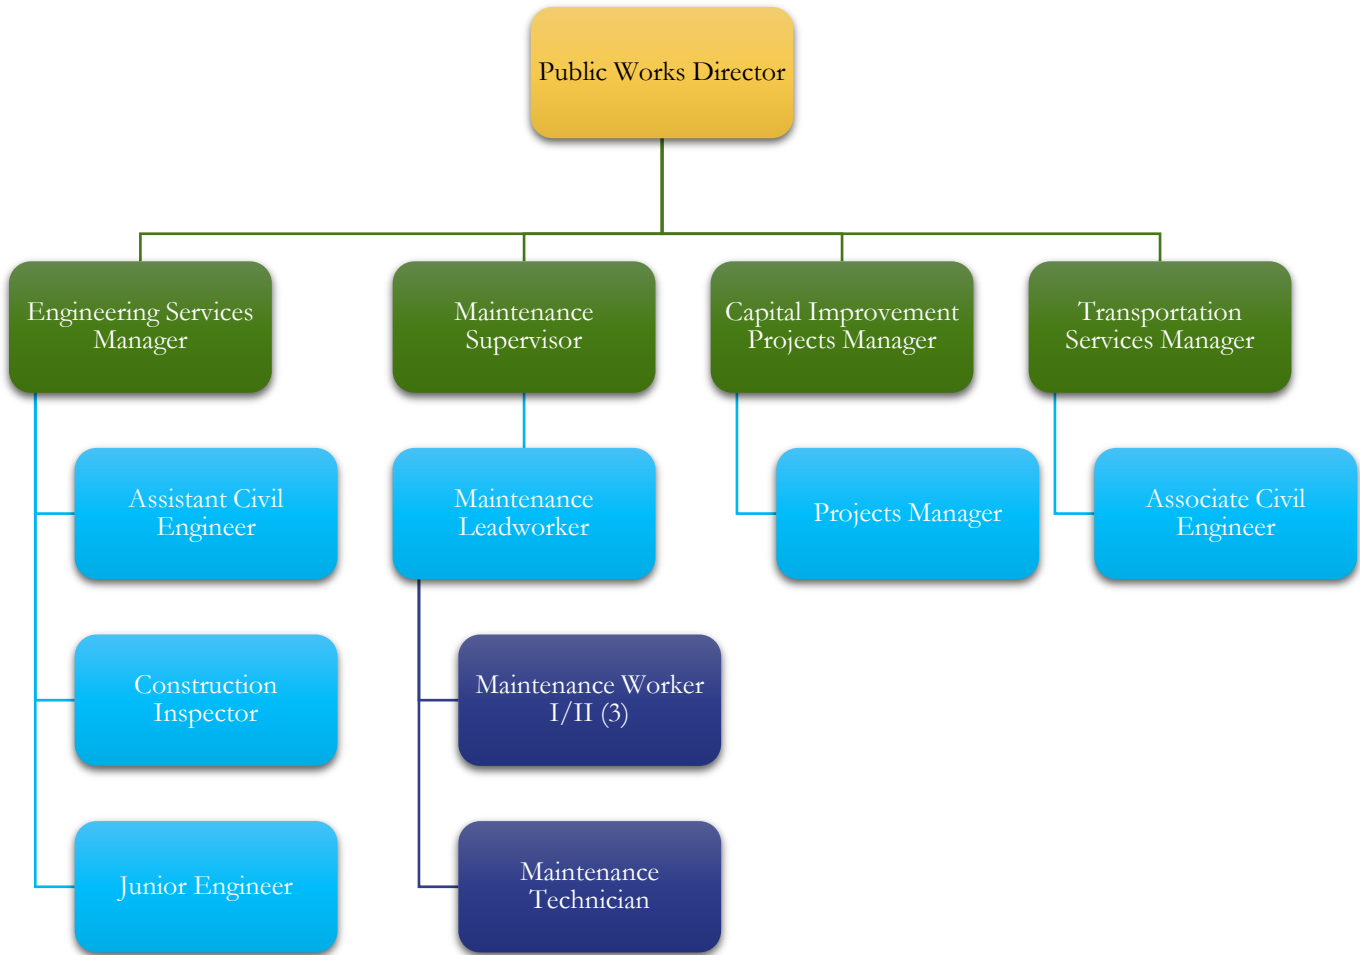 Public Works Director
Engineering Services
Manager
Maintenance
Supervisor
Capital Improvement
Projects Manager
Transportation
Services Manager
Assistant Civil
Engineer
Maintenance
Leadworker
Projects Manager
Associate Civil
Engineer
Construction
Inspector
Maintenance Worker
I/II (3)
Junior Engineer
Maintenance
Technician